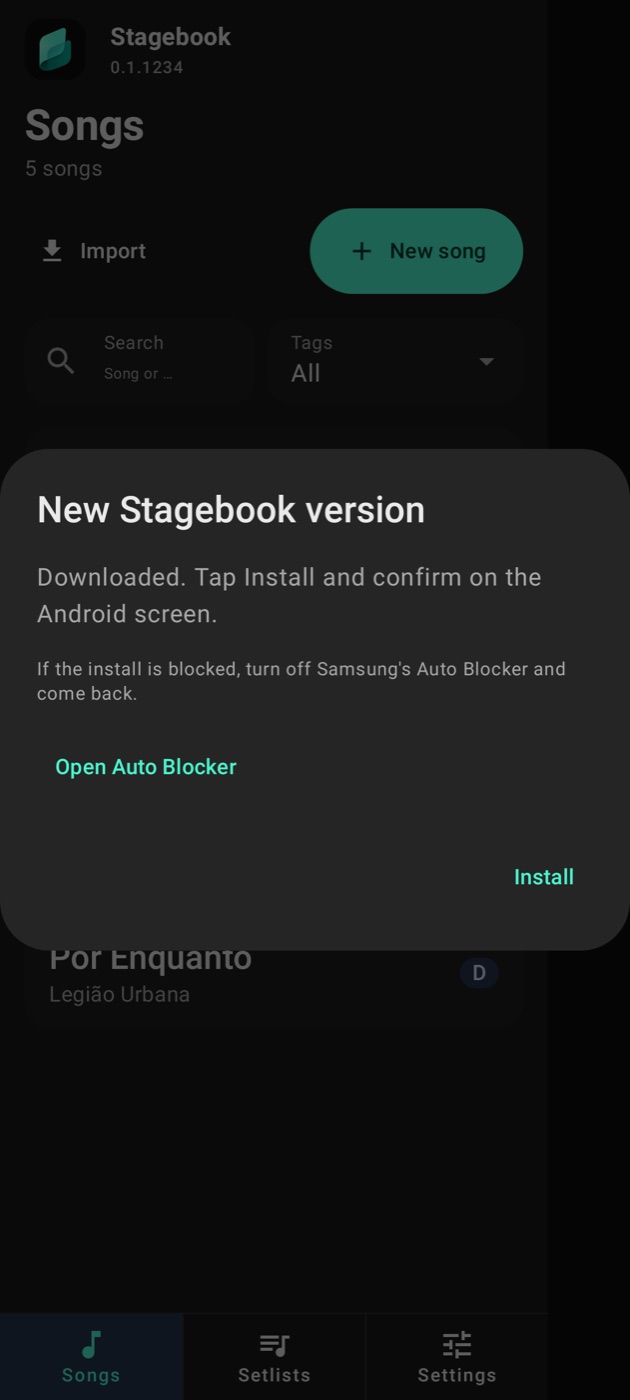 Stagebook
0.1.1234
Songs
5 songs
Import
+ New song
Search
Song or ...
Tags
All
New Stagebook version
Downloaded. Tap Install and confirm on the
Android screen.
If the install is blocked, turn off Samsung's Auto Blocker and
come back.
Open Auto Blocker
Install
Por Enquanto
Legião Urbana
D
Songs
Setlists
Settings